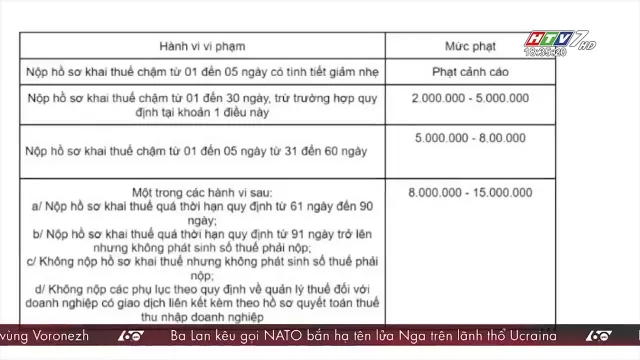 HTV7 HD
18:35:20
Hành vi vi phạm
Mức phạt
Nộp hồ sơ khai thuế chậm từ 01 đến 05 ngày có tình tiết giảm nhẹ
Phạt cảnh cáo
Nộp hồ sơ khai thuế chậm từ 01 đến 30 ngày, trừ trường hợp quy
định tại khoản 1 điều này
2.000.000 - 5.000.000
Nộp hồ sơ khai thuế chậm từ 01 đến 05 ngày từ 31 đến 60 ngày
5.000.000 - 8.00.000
Một trong các hành vi sau:
a/ Nộp hồ sơ khai thuế quá thời hạn quy định từ 61 ngày đến 90
ngày;
b/ Nộp hồ sơ khai thuế quá thời hạn quy định từ 91 ngày trở lên
nhưng không phát sinh số thuế phải nộp;
c/ Không nộp hồ sơ khai thuế nhưng không phát sinh số thuế phải
nộp;
d/ Không nộp các phụ lục theo quy định về quản lý thuế đối với
doanh nghiệp có giao dịch liên kết kèm theo hồ sơ quyết toán thuế
thu nhập doanh nghiệp
8.000.000 - 15.000.000
vùng Voronezh 60 Ba Lan kêu gọi NATO bắn hạ tên lửa Nga trên lãnh thổ Ucraina 60